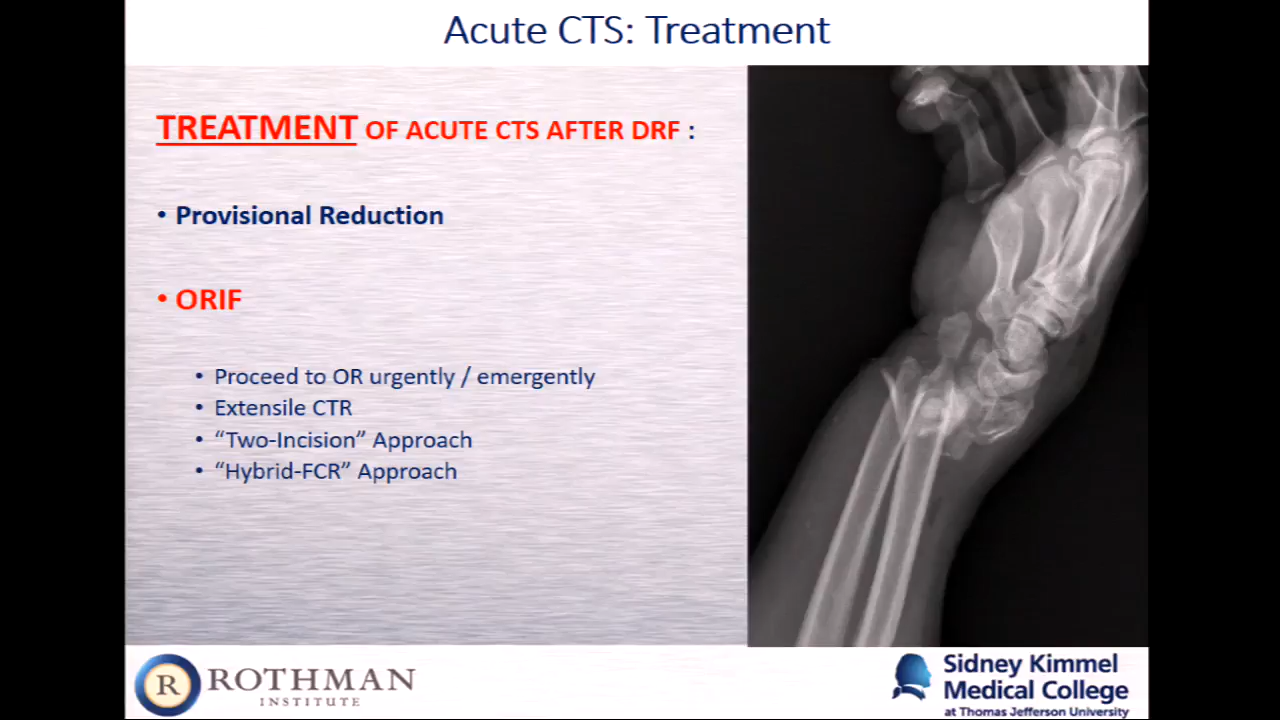 Acute CTS: Treatment
TREATMENT OF ACUTE CTS AFTER DRF :
• Provisional Reduction
• ORIF
• Proceed to OR urgently / emergently
• Extensile CTR
• “Two-Incision” Approach
• “Hybrid-FCR” Approach
R ROTHMAN
INSTITUTE
Sidney Kimmel
Medical College
at Thomas Jefferson University